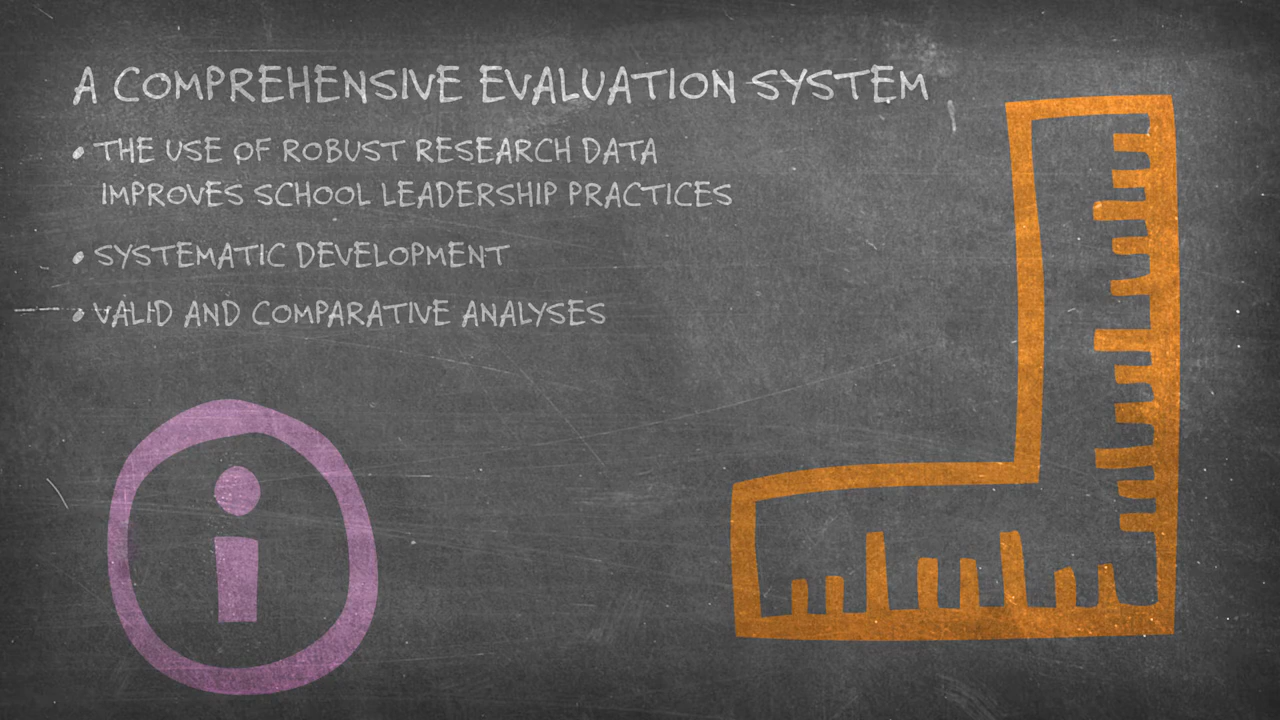 A COMPREHENSIVE EVALUATION SYSTEM
• THE USE OF ROBUST RESEARCH DATA
IMPROVES SCHOOL LEADERSHIP PRACTICES
• SYSTEMATIC DEVELOPMENT
• VALID AND COMPARATIVE ANALYSES
i